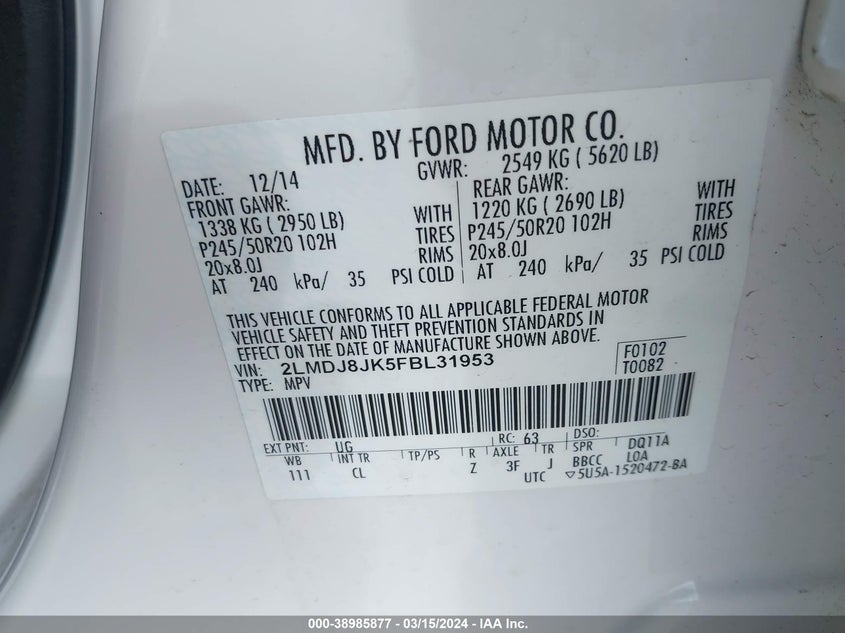 MFD. BY FORD MOTOR CO.
DATE: 12/14 GVWR: 2549 KG ( 5620 LB)
FRONT GAWR: REAR GAWR:
1338 KG ( 2950 LB) WITH 1220 KG ( 2690 LB) WITH
P245/50R20 102H TIRES P245/50R20 102H TIRES
20x8.0J RIMS 20x8.0J RIMS
AT 240 kPa/ 35 PSI COLD AT 240 kPa/ 35 PSI COLD
THIS VEHICLE CONFORMS TO ALL APPLICABLE FEDERAL MOTOR
VEHICLE SAFETY AND THEFT PREVENTION STANDARDS IN
EFFECT ON THE DATE OF MANUFACTURE SHOWN ABOVE.
VIN: 2LMDJ8JK5FBL31953 F0102
TYPE: MPV T0082
EXT PNT: UG RC: 63 DSO:
WB INT TR TP/PS R AXLE TR SPR DQ11A
111 CL Z 3F J BBCC LOA
UTC ▽5U5A-1520472-BA
000-38985877 - 03/15/2024 - IAA Inc.